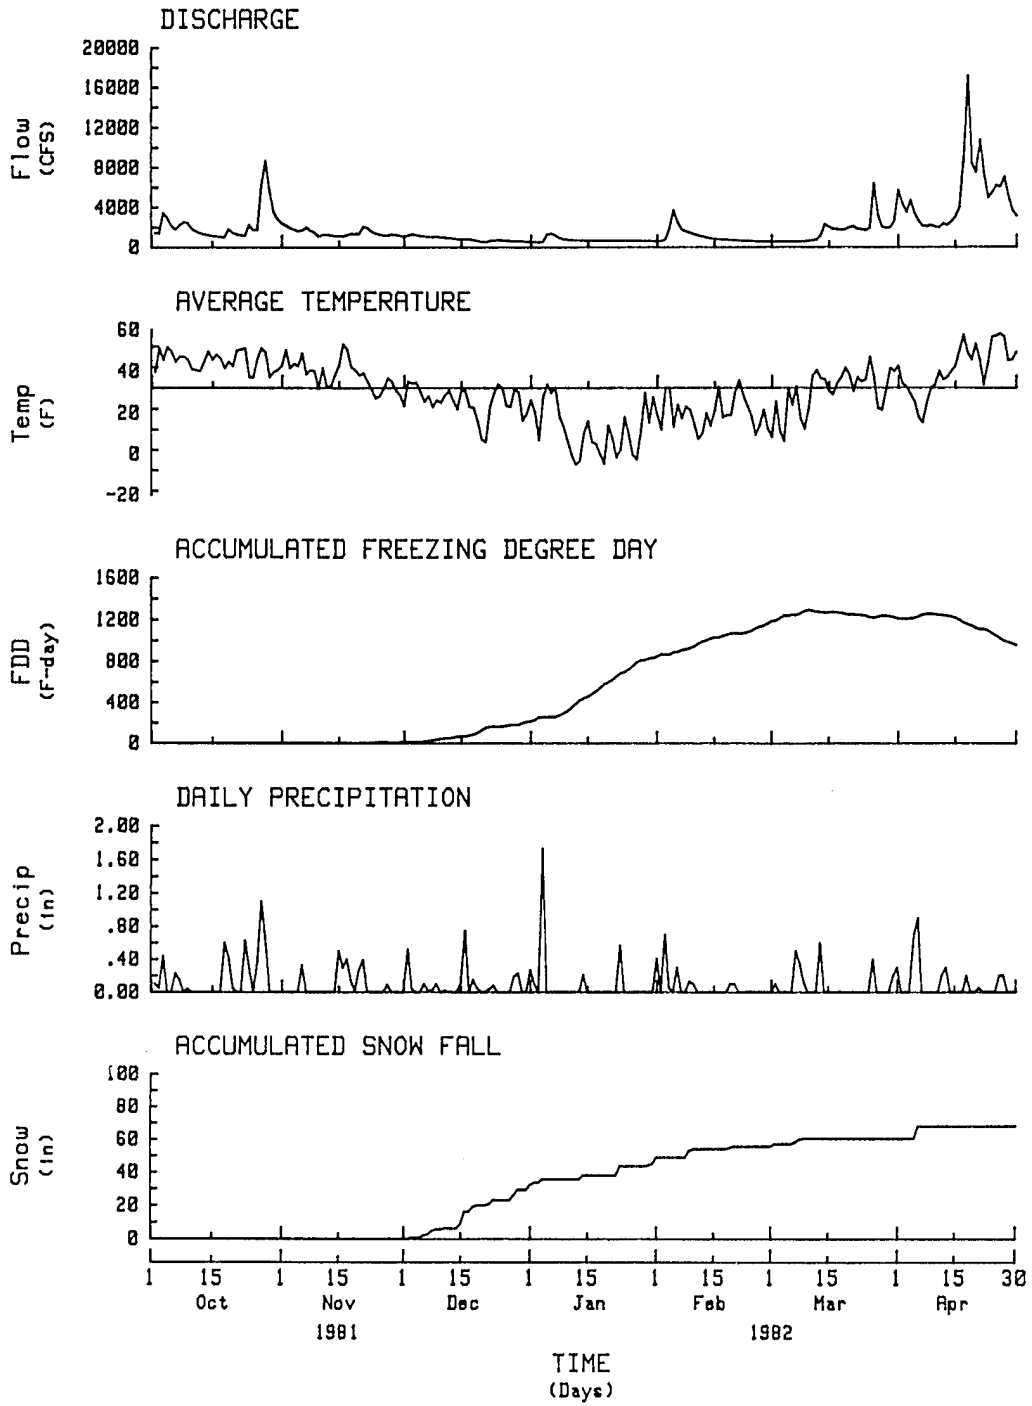 DISCHARGE
20000
16000
12000
8000
4000
0
Flow
(CFS)
AVERAGE TEMPERATURE
60
40
20
0
-20
Temp
(F)
ACCUMULATED FREEZING DEGREE DAY
1600
1200
800
400
0
FDD
(F-day)
DAILY PRECIPITATION
2.00
1.60
1.20
.80
.40
0.00
Precip
(in)
ACCUMULATED SNOW FALL
100
80
60
40
20
0
Snow
(in)
1 15 1 15 1 15 1 15 1 15 1 15 1 15 30
Oct Nov Dec Jan Feb Mar Apr
1981 1982
TIME
(Days)